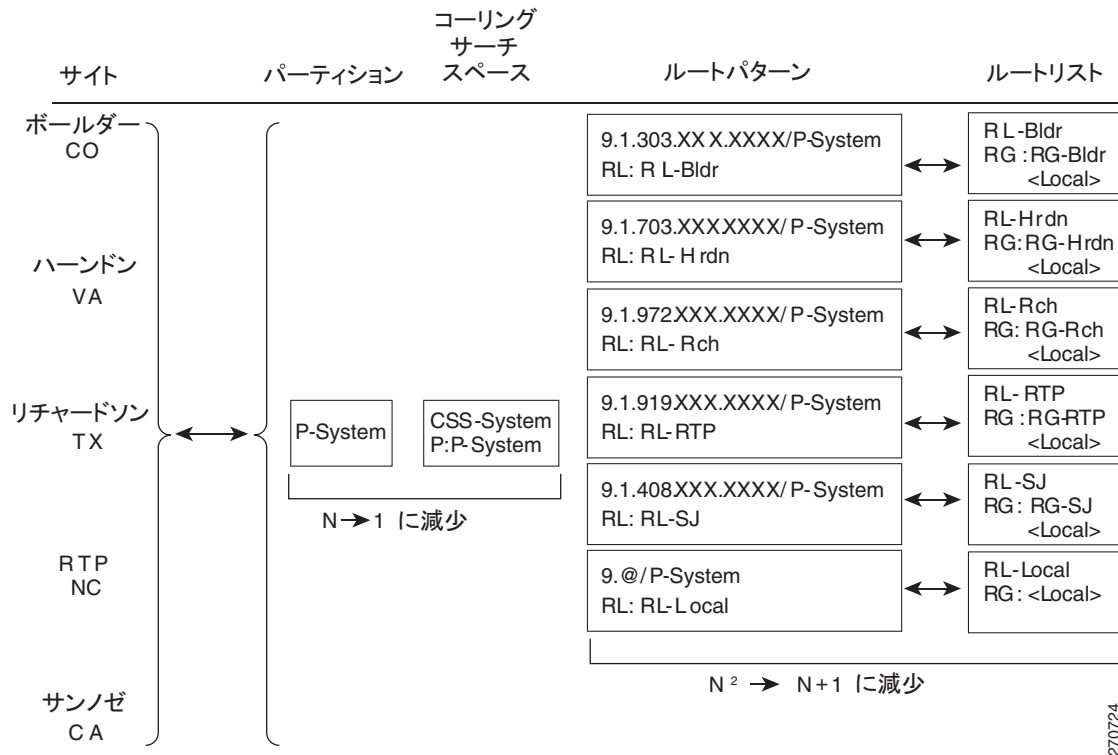 コーリング
サーチ
スペース
サイト
パーティション
ルートパターン
ルートリスト
ボールダー
CO
ハーンドン
VA
リチャードソン
TX
RTP
NC
サンノゼ
CA
P-System
CSS-System
P:P-System
N→1 に減少
9.1.303.XXX.XXXX/P-System
RL: RL-Bldr
RL-Bldr
RG:RG-Bldr
<Local>
9.1.703.XXX.XXXX/P-System
RL: RL-Hrdn
RL-Hrdn
RG:RG-Hrdn
<Local>
9.1.972.XXX.XXXX/P-System
RL: RL-Rch
RL-Rch
RG: RG-Rch
<Local>
9.1.919XXX.XXXX/P-System
RL: RL-RTP
RL-RTP
RG:RG-RTP
<Local>
9.1.408.XXX.XXXX/P-System
RL: RL-SJ
RL-SJ
RG: RG-SJ
<Local>
9.@/P-System
RL: RL-Local
RL-Local
RG: <Local>
N² → N+1 に減少
270724